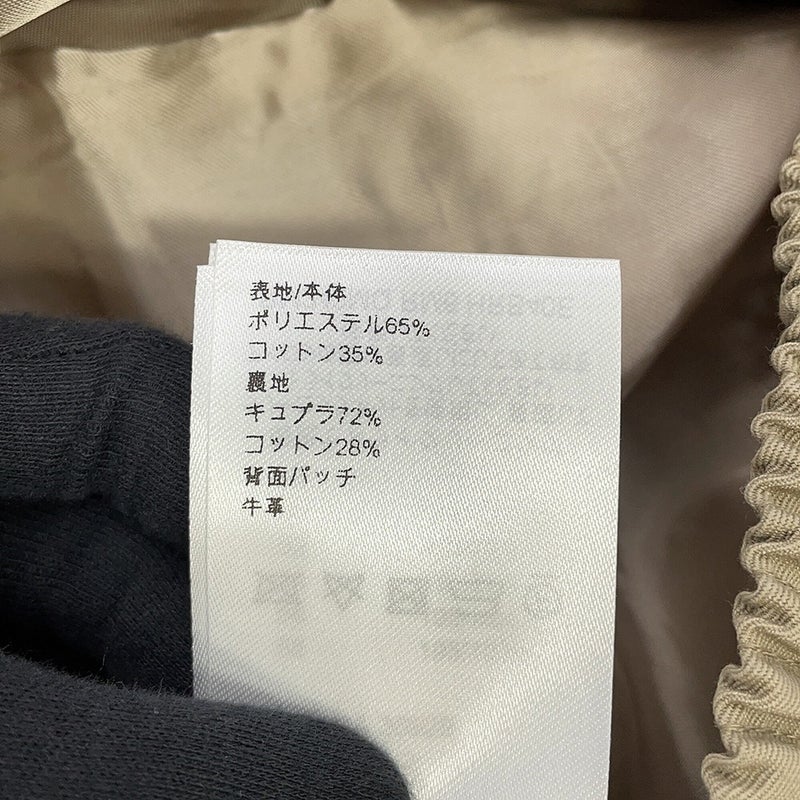 表地/本体
ポリエステル65%
コットン35%
裏地
キュプラ72%
コットン28%
背面パッチ
牛革